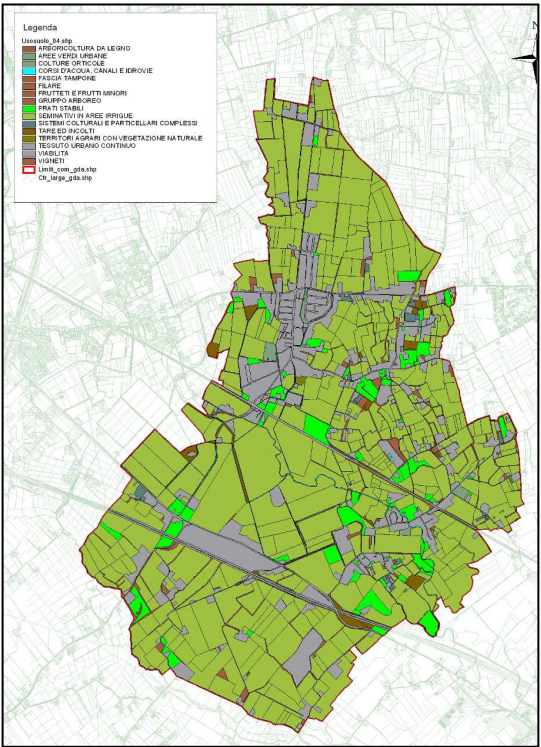 Legenda
Usosuolo_04.shp
ARBORICOLTURA DA LEGNO
AREE VERDI URBANE
COLTURE ORTICOLE
CORSI D'ACQUA, CANALI E IDROVIE
FASCIA TAMPONE
FILARE
FRUTTETI E FRUTTI MINORI
GRUPPO ARBOREO
PRATI STABILI
SEMINATIVI IN AREE IRRIGUE
SISTEMI COLTURALI E PARTICELLARI COMPLESSI
TARE ED INCOLTI
TERRITORI AGRARI CON VEGETAZIONE NATURALE
TESSUTO URBANO CONTINUO
VIABILITA
VIGNETI
Limiti_com_gda.shp
Ctr_large_gda.shp
N